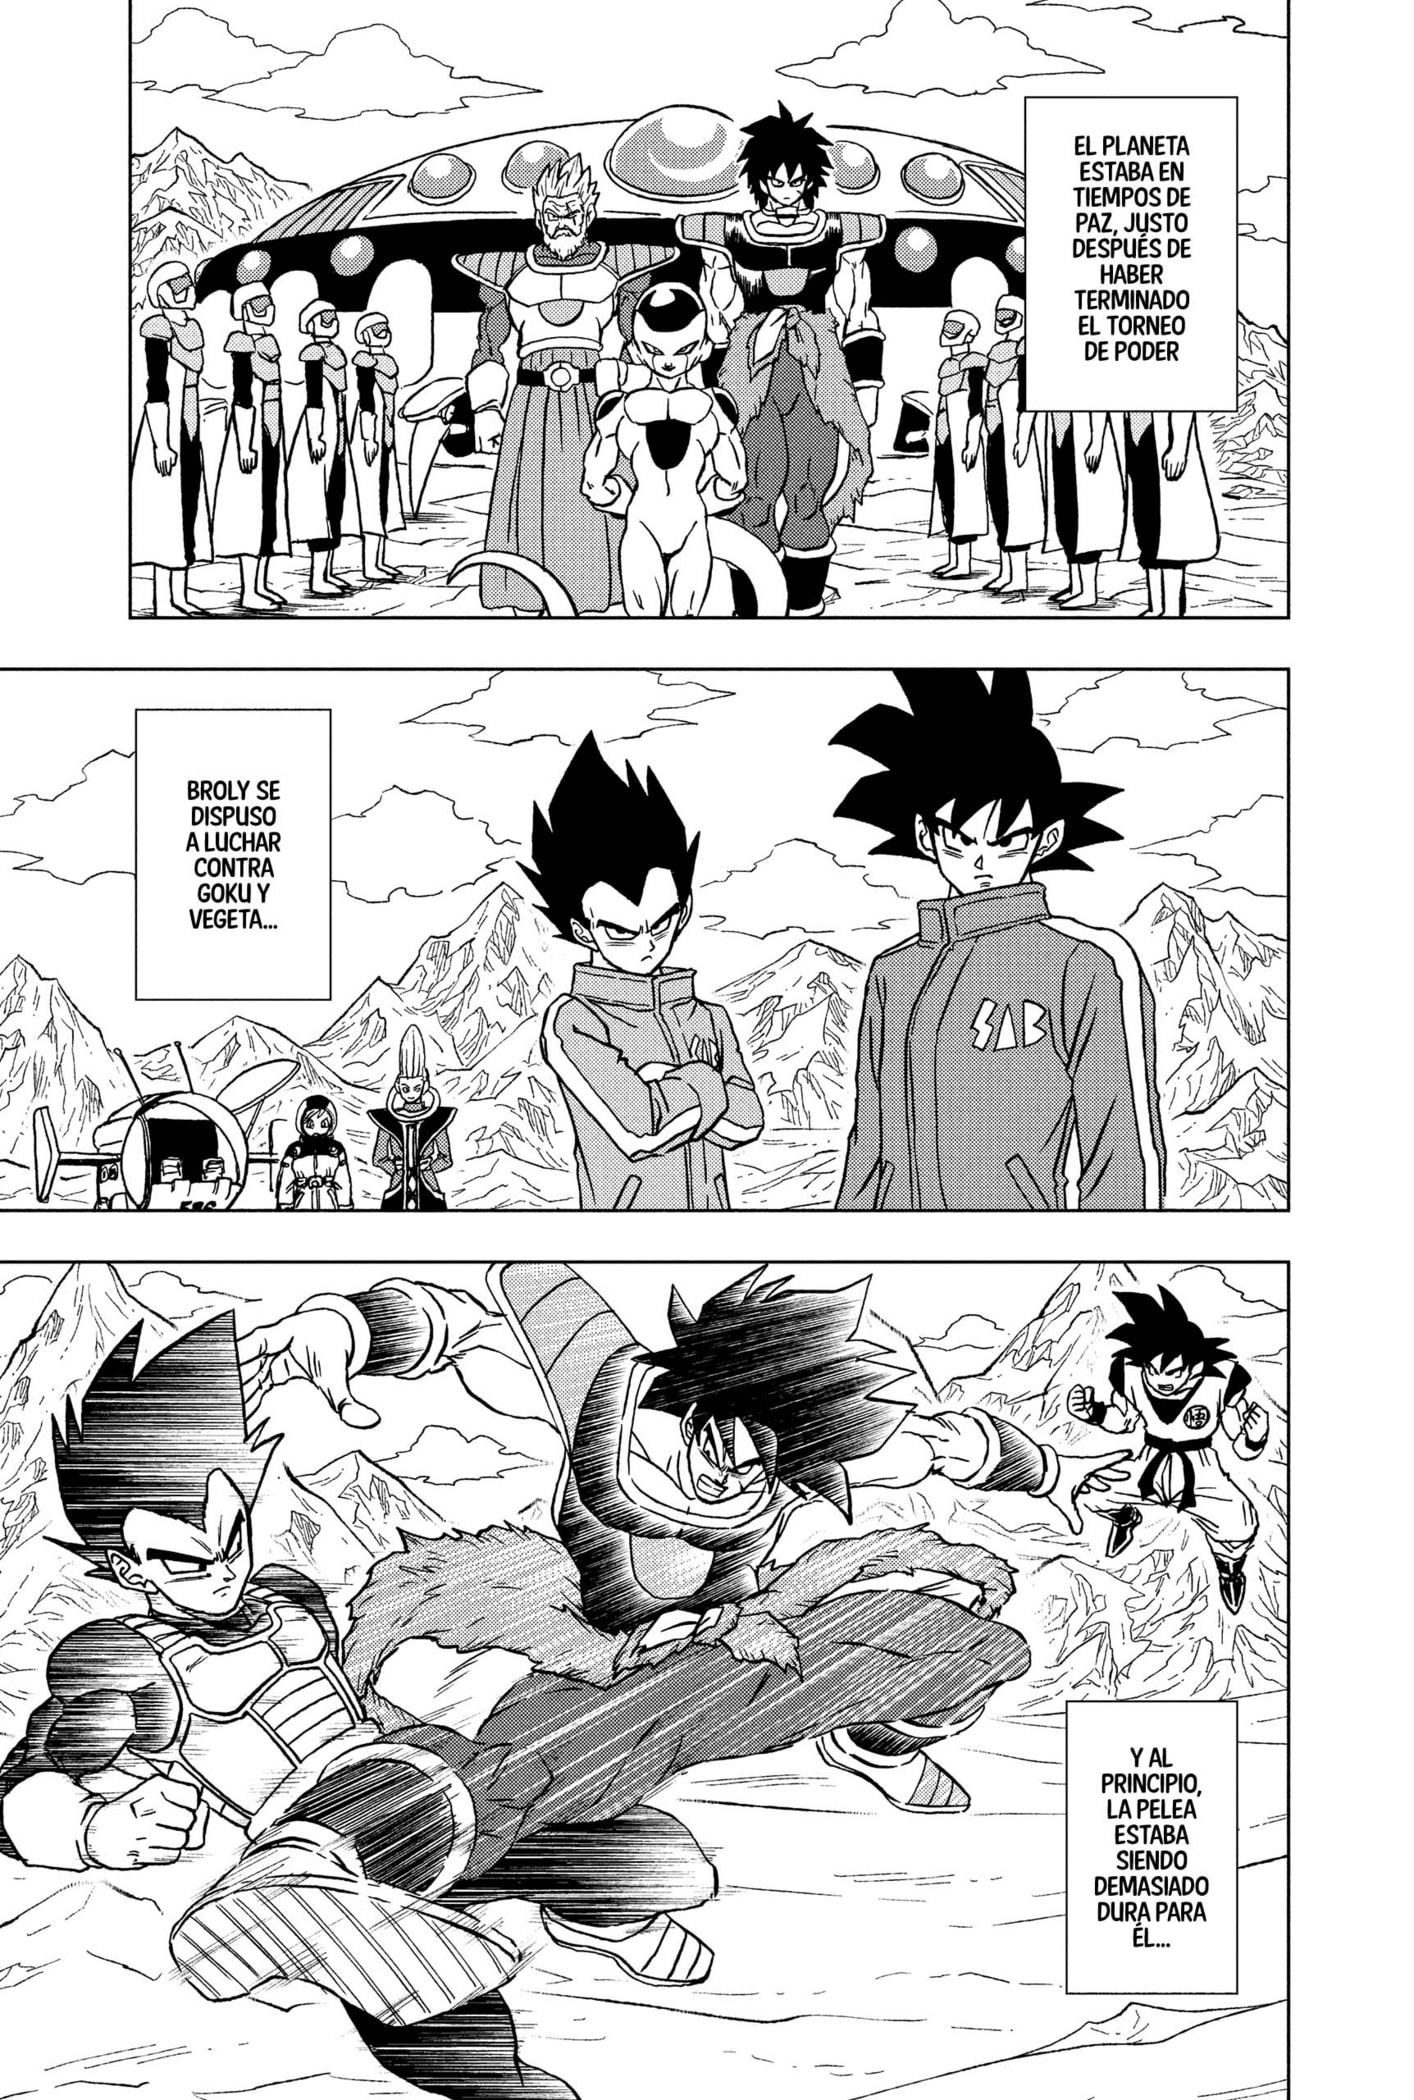 EL PLANETA
ESTABA EN
TIEMPOS DE
PAZ, JUSTO
DESPUÉS DE
HABER
TERMINADO
EL TORNEO
DE PODER
BROLY SE
DISPUSO
A LUCHAR
CONTRA
GOKU Y
VEGETA...
SAB
悟
Y AL
PRINCIPIO,
LA PELEA
ESTABA
SIENDO
DEMASIADO
DURA PARA
ÉL...